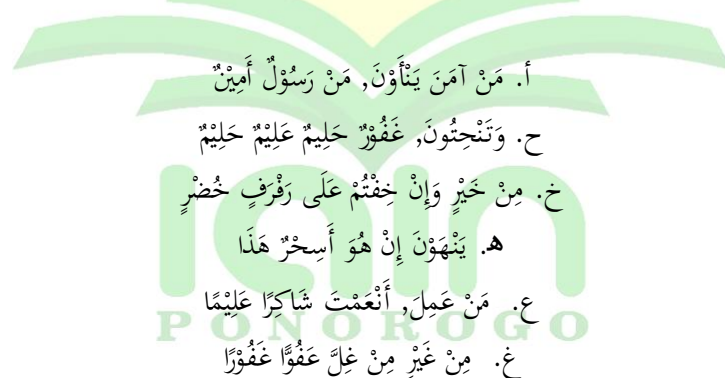 أ. مَنْ آمَنَ يَنْأَوْنَ, مَنْ رَسُوْلٌ أَمِيْنٌ
ح. وَتَنْحِتُونَ, غَفُوْرٌ حَلِيمٌ عَلِيْمٌ حَلِيْمٌ
خ. مِنْ خَيْرٍ وَإِنْ خِفْتُمْ عَلَى رَفْرَفٍ خُضْرٍ
ه. يَنْهَوْنَ إِنْ هُوَ أَسِحْرٌ هَذَا
ع. مَنْ عَمِلَ, أَنْعَمْتَ شَاكِرًا عَلِيْمًا
PONOROGO
غ. مِنْ غَيْرِ مِنْ غِلَّ عَفُوًّا غَفُوْرًا